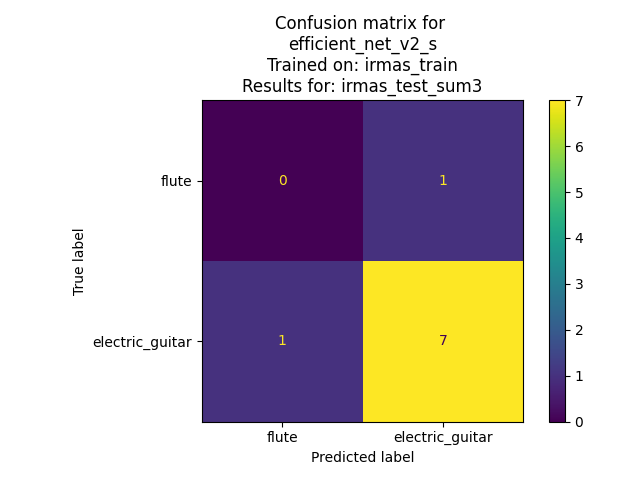 Confusion matrix for
efficient_net_v2_s
Trained on: irmas_train
Results for: irmas_test_sum3
True label
flute
0
1
electric_guitar
1
7
flute
electric_guitar
Predicted label
7
6
5
4
3
2
1
0